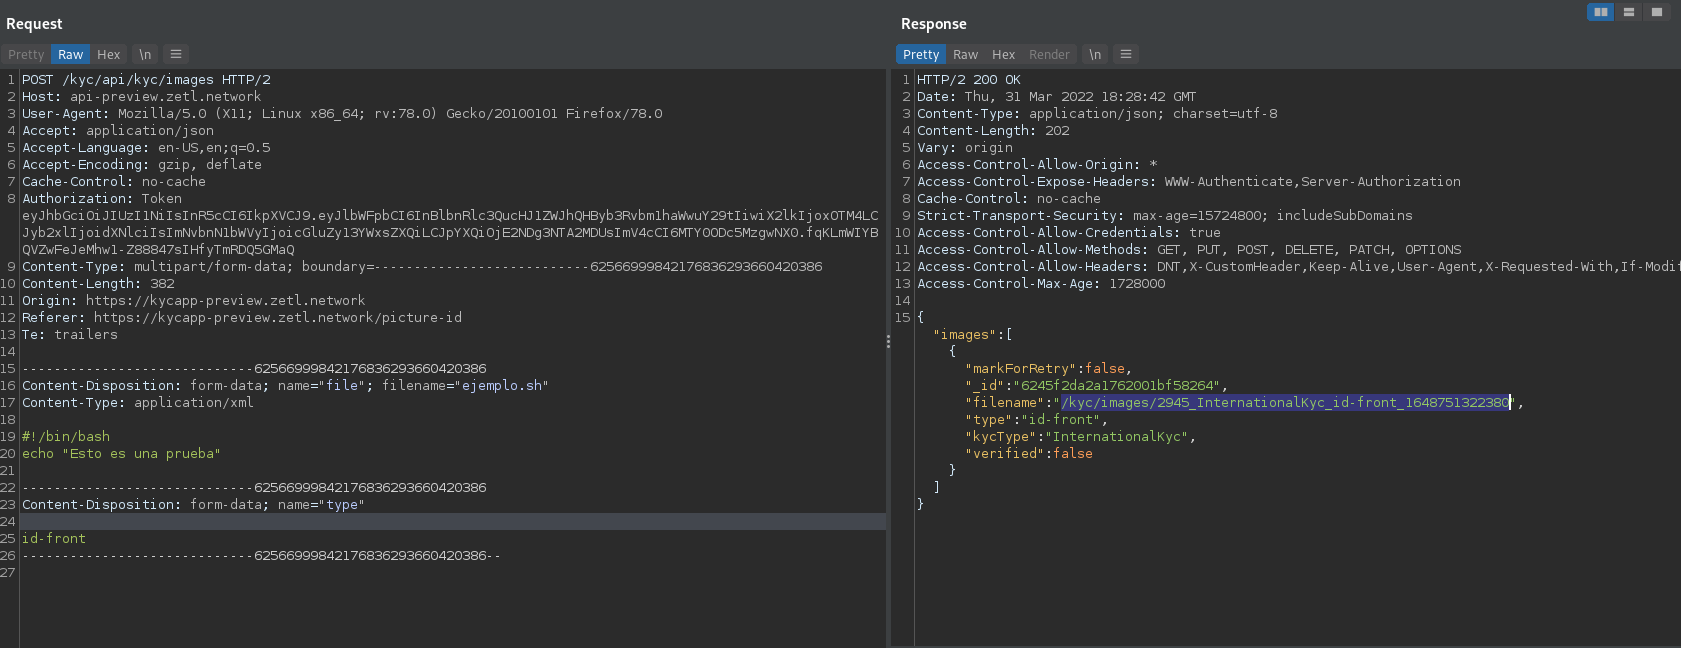 Request
Pretty Raw Hex \n
1 POST /kyc/api/kyc/images HTTP/2
2 Host: api-preview.zetl.network
3 User-Agent: Mozilla/5.0 (X11; Linux x86_64; rv:78.0) Gecko/20100101 Firefox/78.0
4 Accept: application/json
5 Accept-Language: en-US,en;q=0.5
6 Accept-Encoding: gzip, deflate
7 Cache-Control: no-cache
8 Authorization: Token
9 Content-Type: multipart/form-data; boundary=---------------------------625669998421768362936604​20386
10 Content-Length: 382
11 Origin: https://kycapp-preview.zetl.network
12 Referer: https://kycapp-preview.zetl.network/picture-id
13 Te: trailers
14
15 -----------------------------62566999842176836293660420386
16 Content-Disposition: form-data; name="file"; filename="ejemplo.sh"
17 Content-Type: application/xml
18
19 #!/bin/bash
20 echo "Esto es una prueba"
21
22 -----------------------------62566999842176836293660420386
23 Content-Disposition: form-data; name="type"
24
25 id-front
26 -----------------------------62566999842176836293660420386--
27
Response
Pretty Raw Hex Render \n
1 HTTP/2 200 OK
2 Date: Thu, 31 Mar 2022 18:28:42 GMT
3 Content-Type: application/json; charset=utf-8
4 Content-Length: 202
5 Vary: origin
6 Access-Control-Allow-Origin: *
7 Access-Control-Expose-Headers: WWW-Authenticate,Server-Authorization
8 Cache-Control: no-cache
9 Strict-Transport-Security: max-age=15724800; includeSubDomains
10 Access-Control-Allow-Credentials: true
11 Access-Control-Allow-Methods: GET, PUT, POST, DELETE, PATCH, OPTIONS
12 Access-Control-Allow-Headers: DNT,X-CustomHeader,Keep-Alive,User-Agent,X-Requested-With,If-Modif
13 Access-Control-Max-Age: 1728000
14
15 {
"images":[
{
"markForRetry":false,
"_id":"6245f2da2a1762001bf58264",
"filename":"/kyc/images/2945_InternationalKyc_id-front_1648751322380",
"type":"id-front",
"kycType":"InternationalKyc",
"verified":false
}
]
}